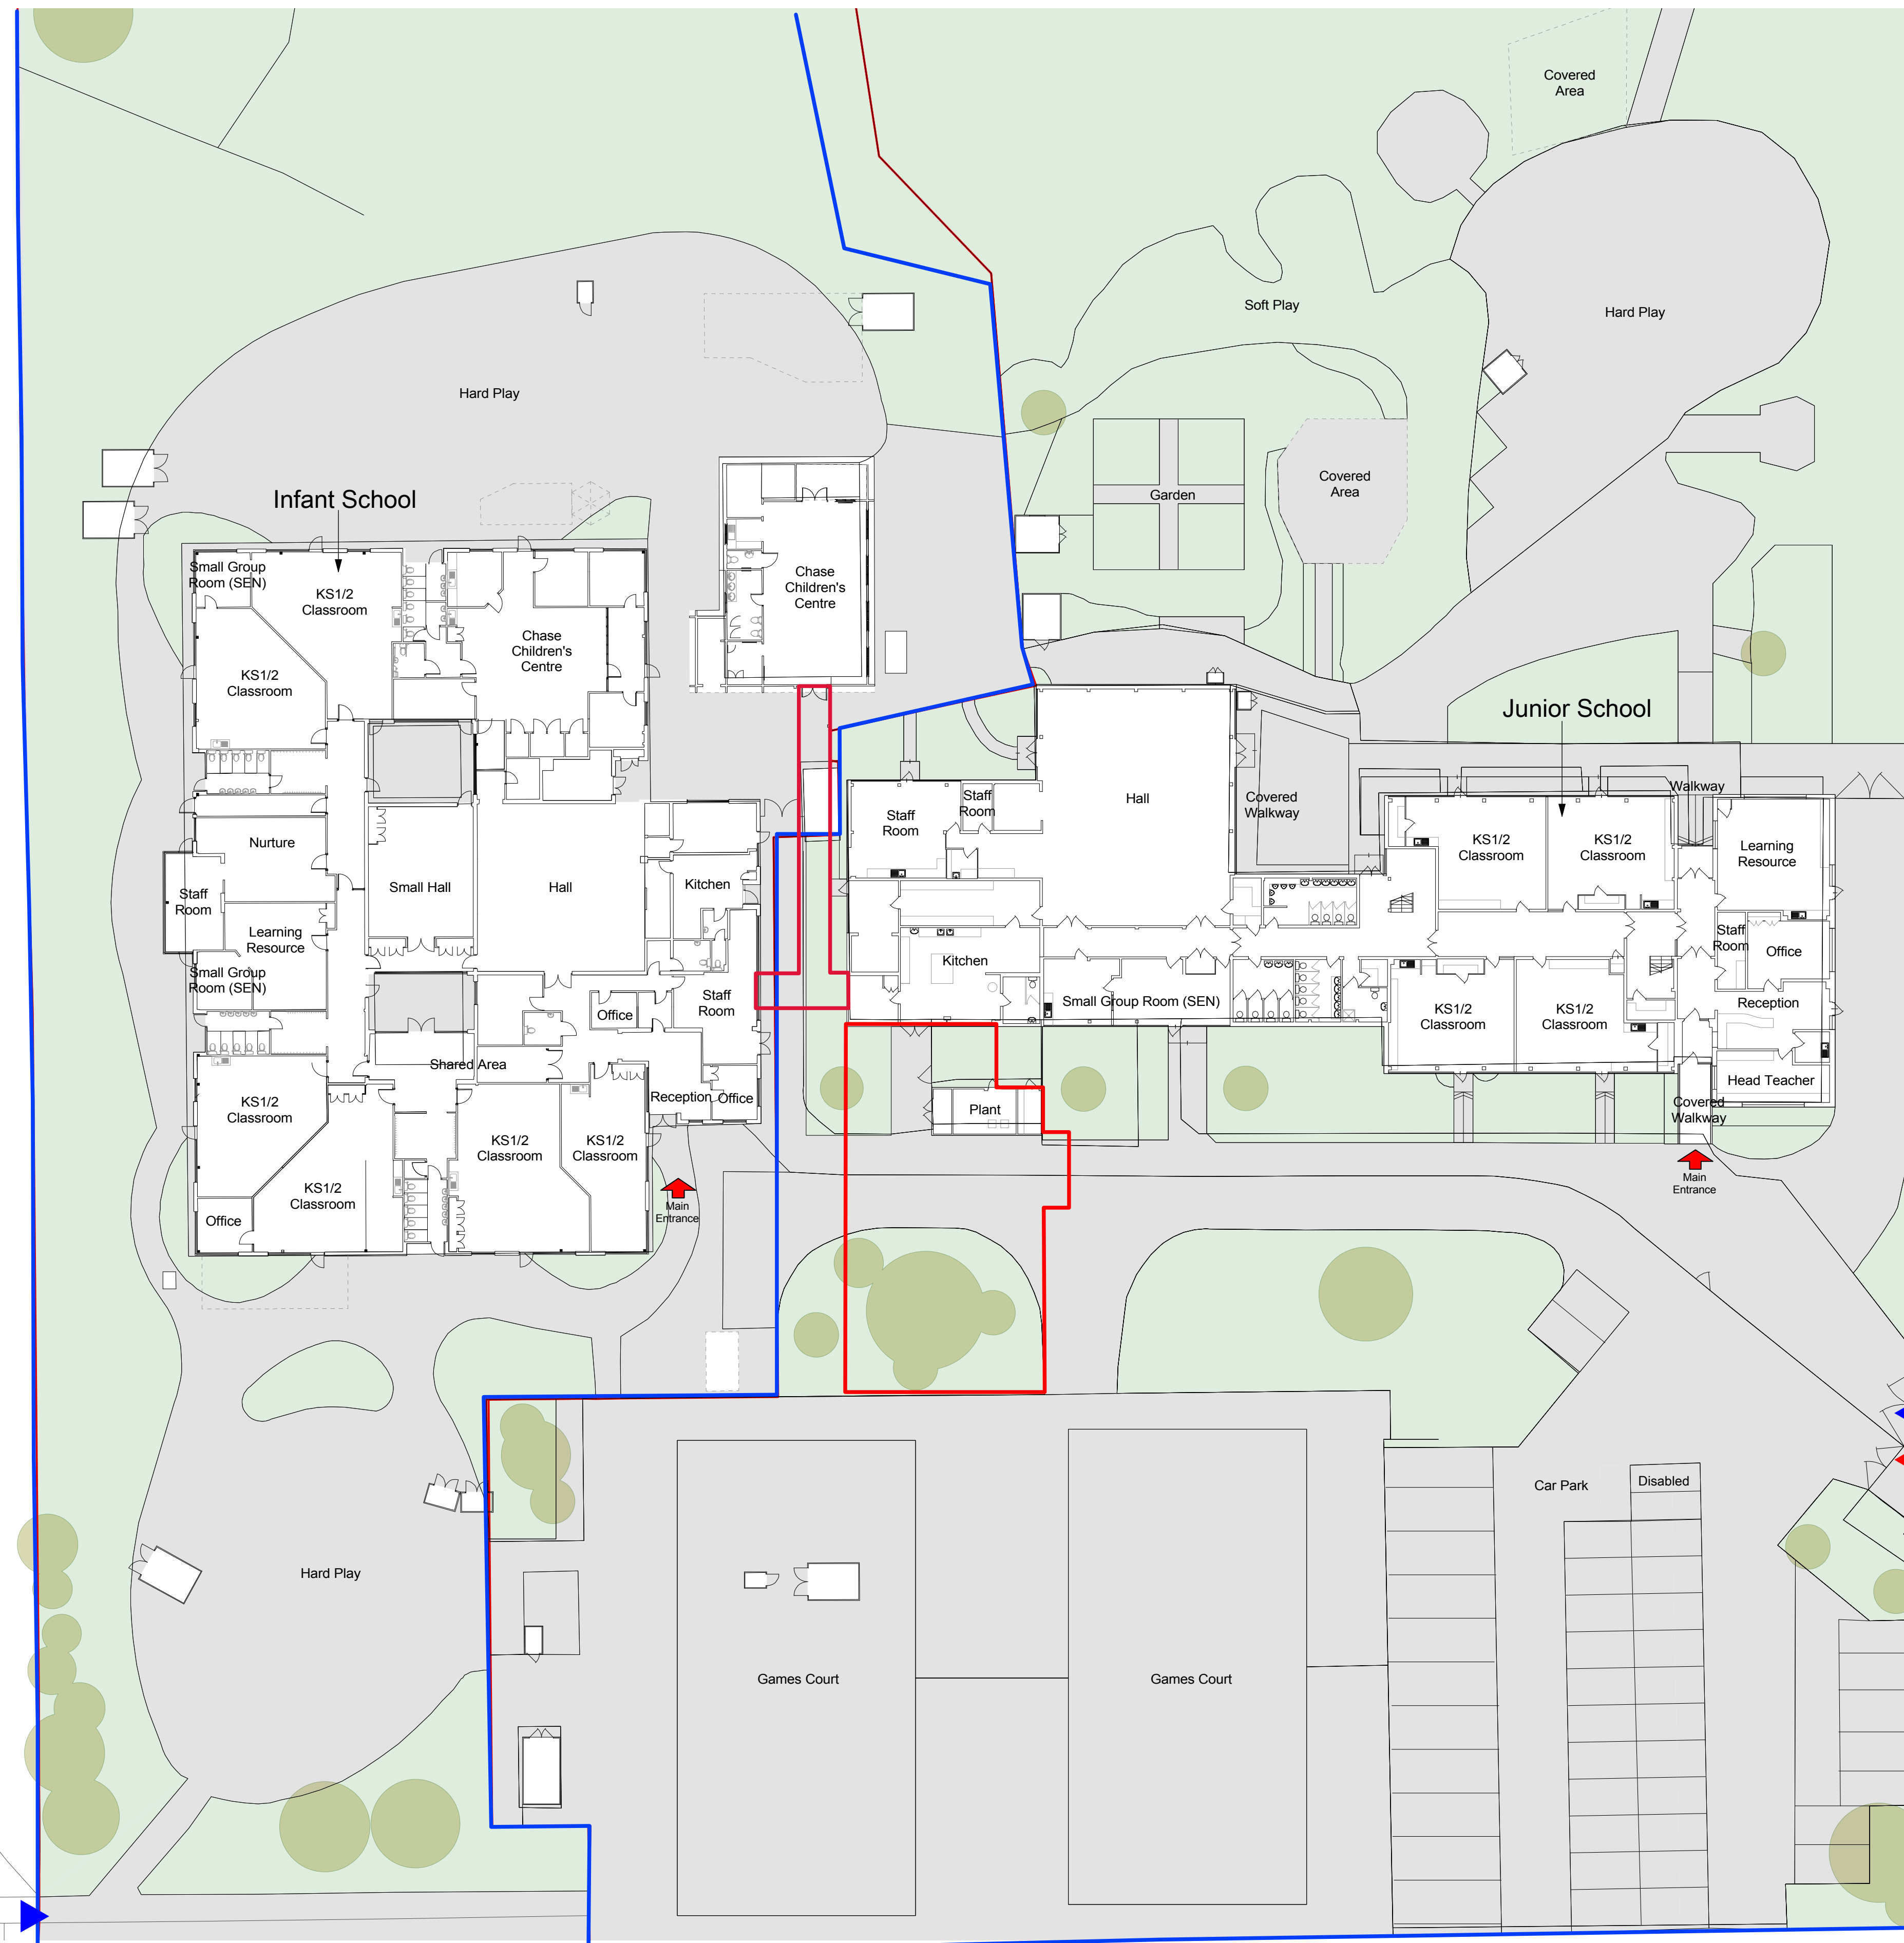 Covered
Area
Soft Play
Hard Play
Hard Play
Covered
Area
Garden
Infant School
Small Group
Room (SEN)
KS1/2
Classroom
Chase
Children's
Centre
Chase
Children's
Centre
KS1/2
Classroom
Junior School
Walkway
Hall
Covered
Walkway
Staff
Room
Staff
Room
KS1/2
Classroom
KS1/2
Classroom
Learning
Resource
Nurture
Small Hall
Hall
Kitchen
Staff
Room
Learning
Resource
Small Group
Room (SEN)
Kitchen
Small Group Room (SEN)
Staff
Room
Office
Staff
Room
Office
Reception
KS1/2
Classroom
KS1/2
Classroom
Shared Area
Reception
Office
Plant
Head Teacher
Covered
Walkway
KS1/2
Classroom
KS1/2
Classroom
KS1/2
Classroom
KS1/2
Classroom
Office
Main
Entrance
Main
Entrance
Car Park
Disabled
Hard Play
Games Court
Games Court